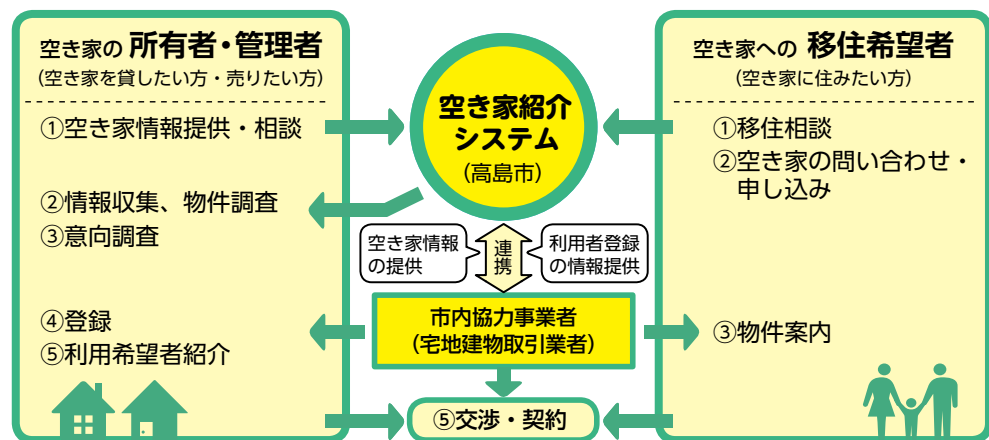 空き家の 所有者・管理者
(空き家を貸したい方・売りたい方)
①空き家情報提供・相談
②情報収集、物件調査
③意向調査
④登録
⑤利用希望者紹介
空き家紹介
システム
(高島市)
空き家情報
の提供
連携
利用者登録
の情報提供
市内協力事業者
(宅地建物取引業者)
⑤交渉・契約
空き家への 移住希望者
(空き家に住みたい方)
①移住相談
②空き家の問い合わせ・
申し込み
③物件案内